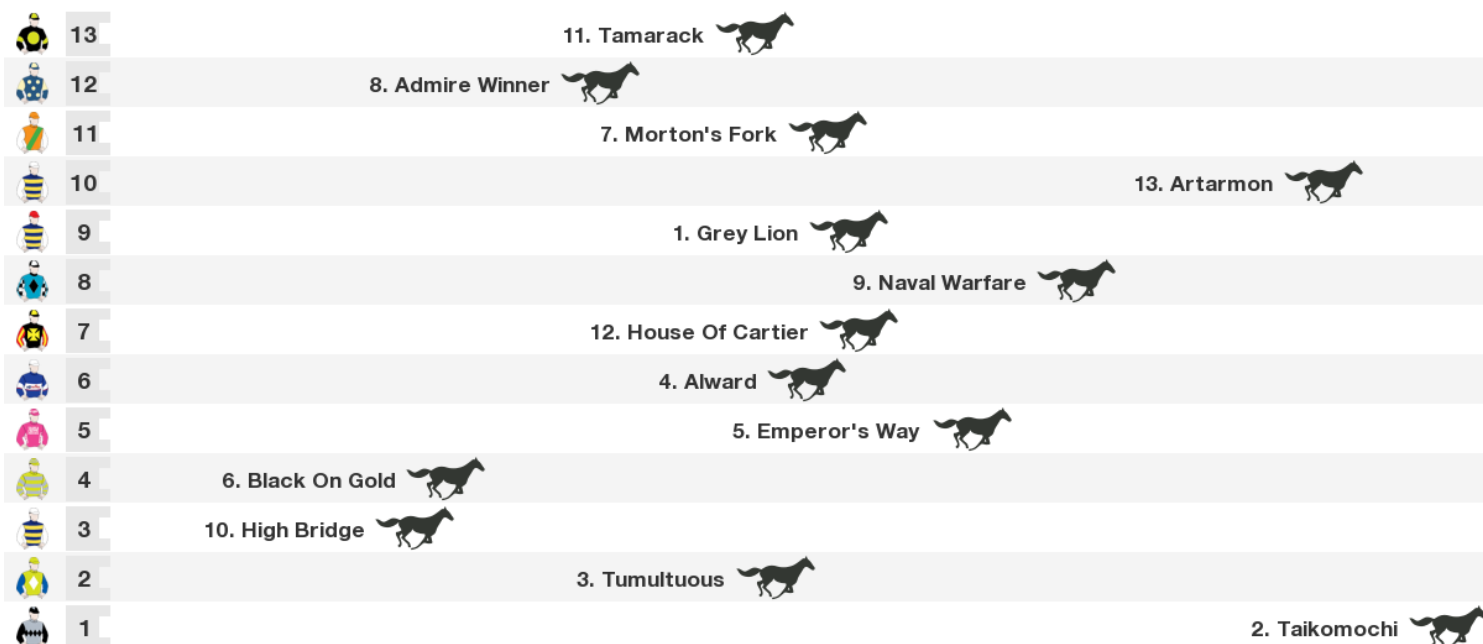 13 11. Tamarack
12 8. Admire Winner
11 7. Morton's Fork
10 13. Artarmon
9 1. Grey Lion
8 9. Naval Warfare
7 12. House Of Cartier
6 4. Alward
5 5. Emperor's Way
4 6. Black On Gold
3 10. High Bridge
2 3. Tumultuous
1 2. Taikomochi